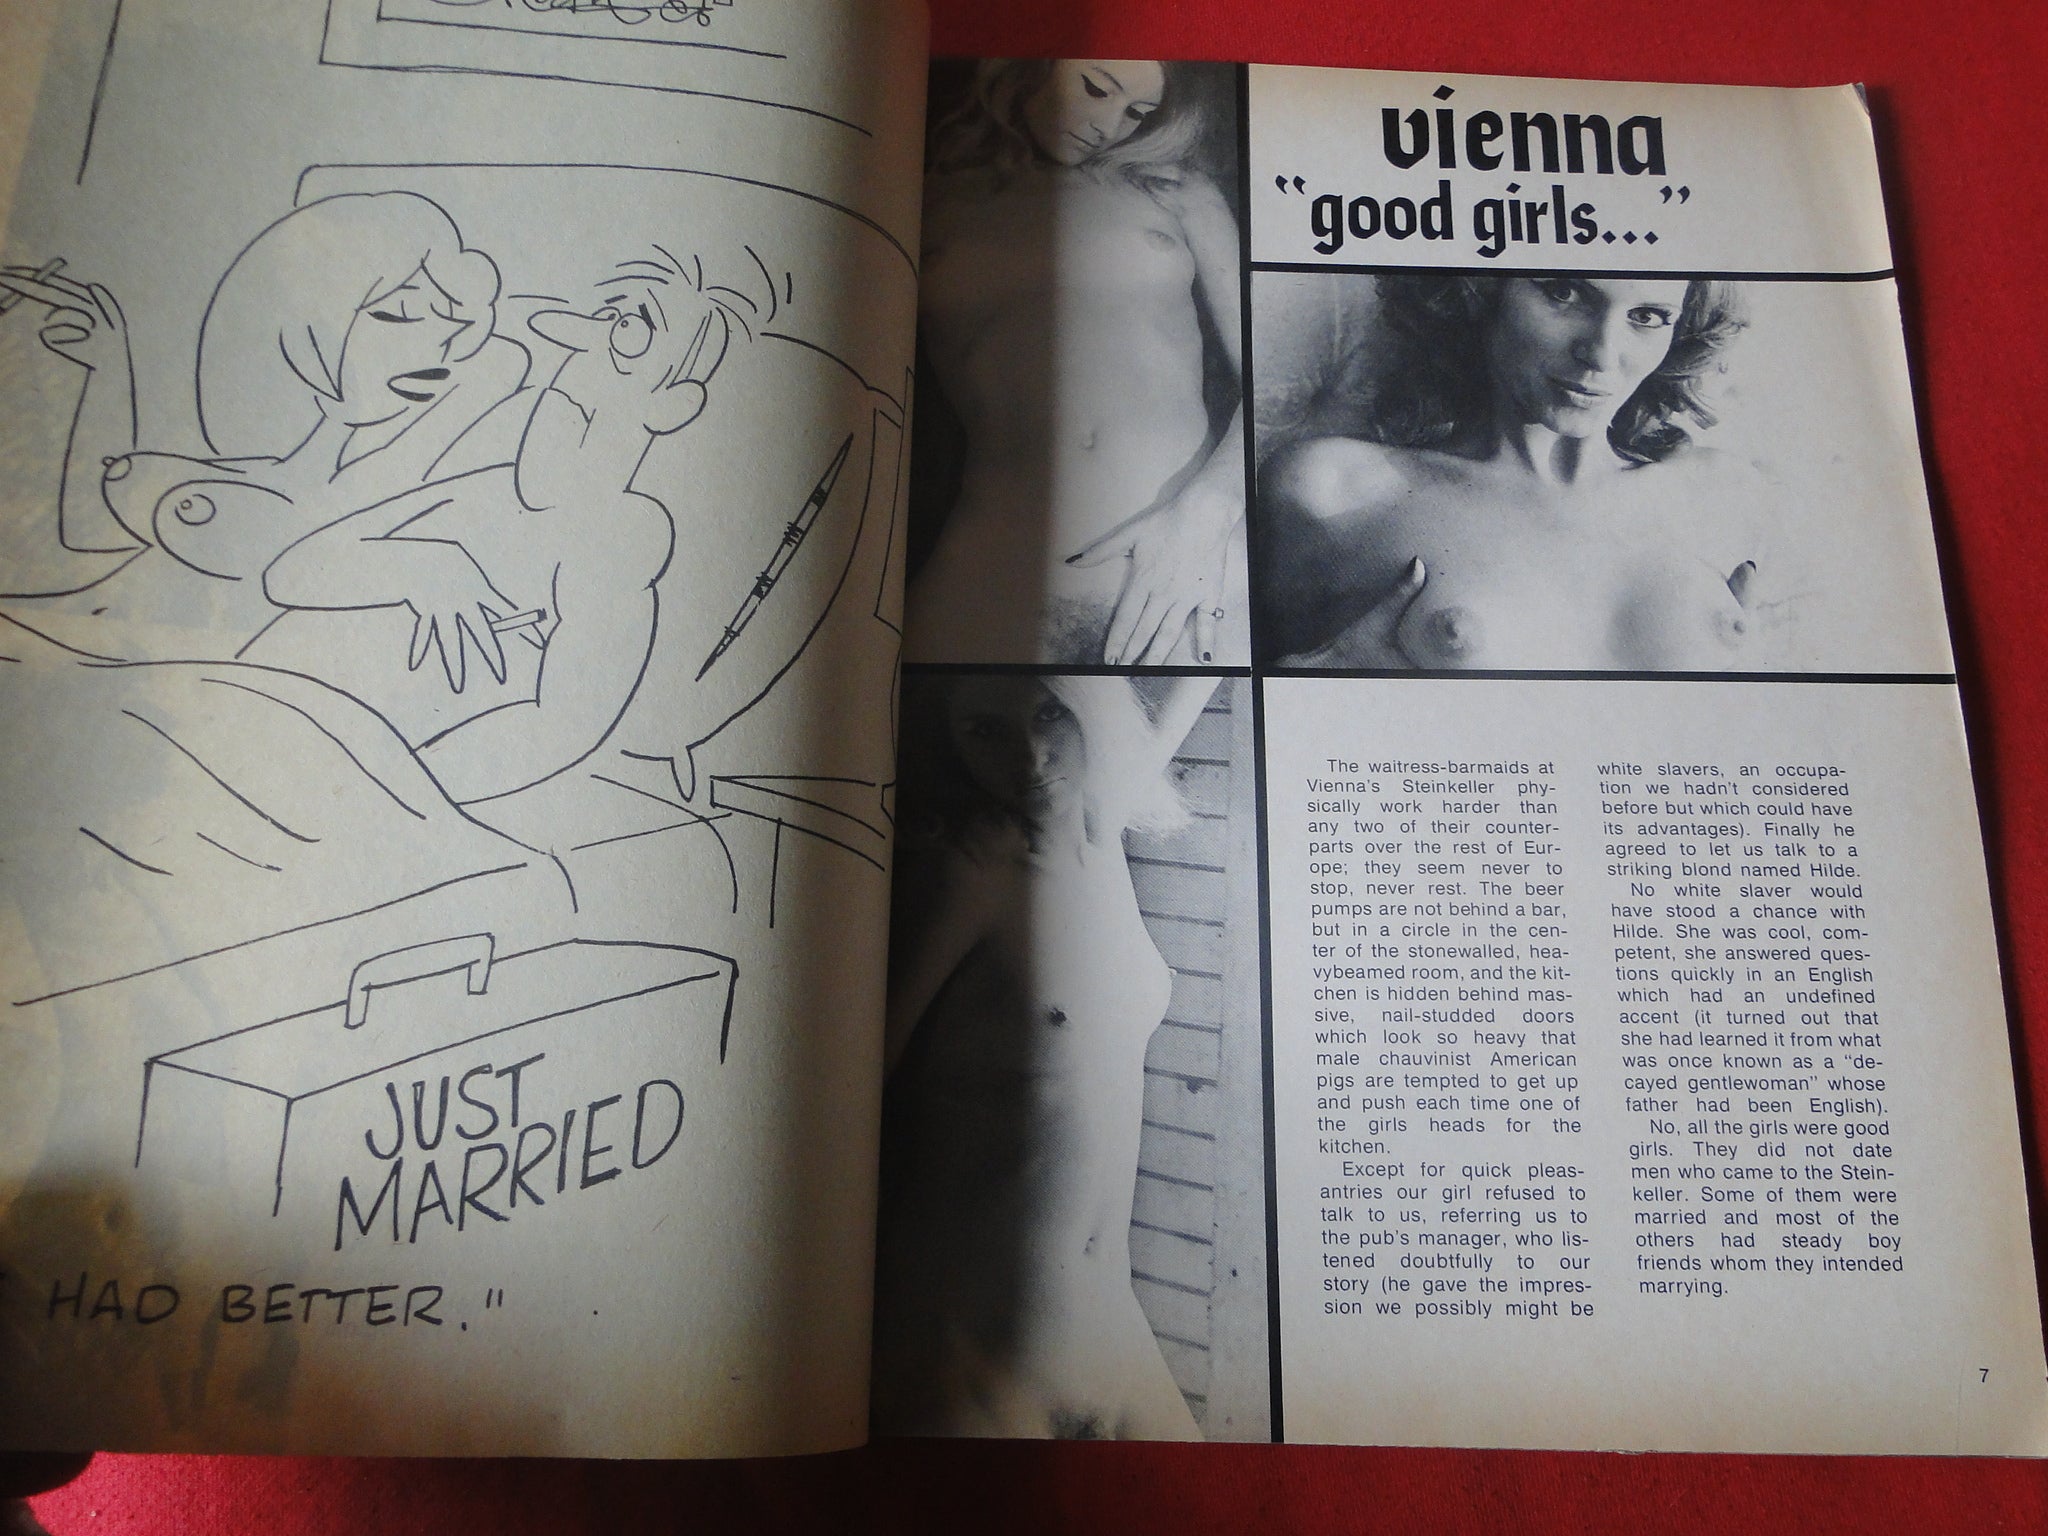 JUST
MARRIED
HAD BETTER."
vienna
"good girls..."
The waitress-barmaids at
Vienna's Steinkeller phy-
sically work harder than
any two of their counter-
parts over the rest of Eur-
ope; they seem never to
stop, never rest. The beer
pumps are not behind a bar,
but in a circle in the cen-
ter of the stonewalled, hea-
vybeamed room, and the kit-
chen is hidden behind mas-
sive, nail-studded doors
which look so heavy that
male chauvinist American
pigs are tempted to get up
and push each time one of
the girls heads for the
kitchen.
Except for quick pleas-
antries our girl refused to
talk to us, referring us to
the pub's manager, who lis-
tened doubtfully to our
story (he gave the impres-
sion we possibly might be
white slavers, an occupa-
tion we hadn't considered
before but which could have
its advantages). Finally he
agreed to let us talk to a
striking blond named Hilde.
No white slaver would
have stood a chance with
Hilde. She was cool, com-
petent, she answered ques-
tions quickly in an English
which had an undefined
accent (it turned out that
she had learned it from what
was once known as a "de-
cayed gentlewoman" whose
father had been English).
No, all the girls were good
girls. They did not date
men who came to the Stein-
keller. Some of them were
married and most of the
others had steady boy
friends whom they intended
marrying.
7